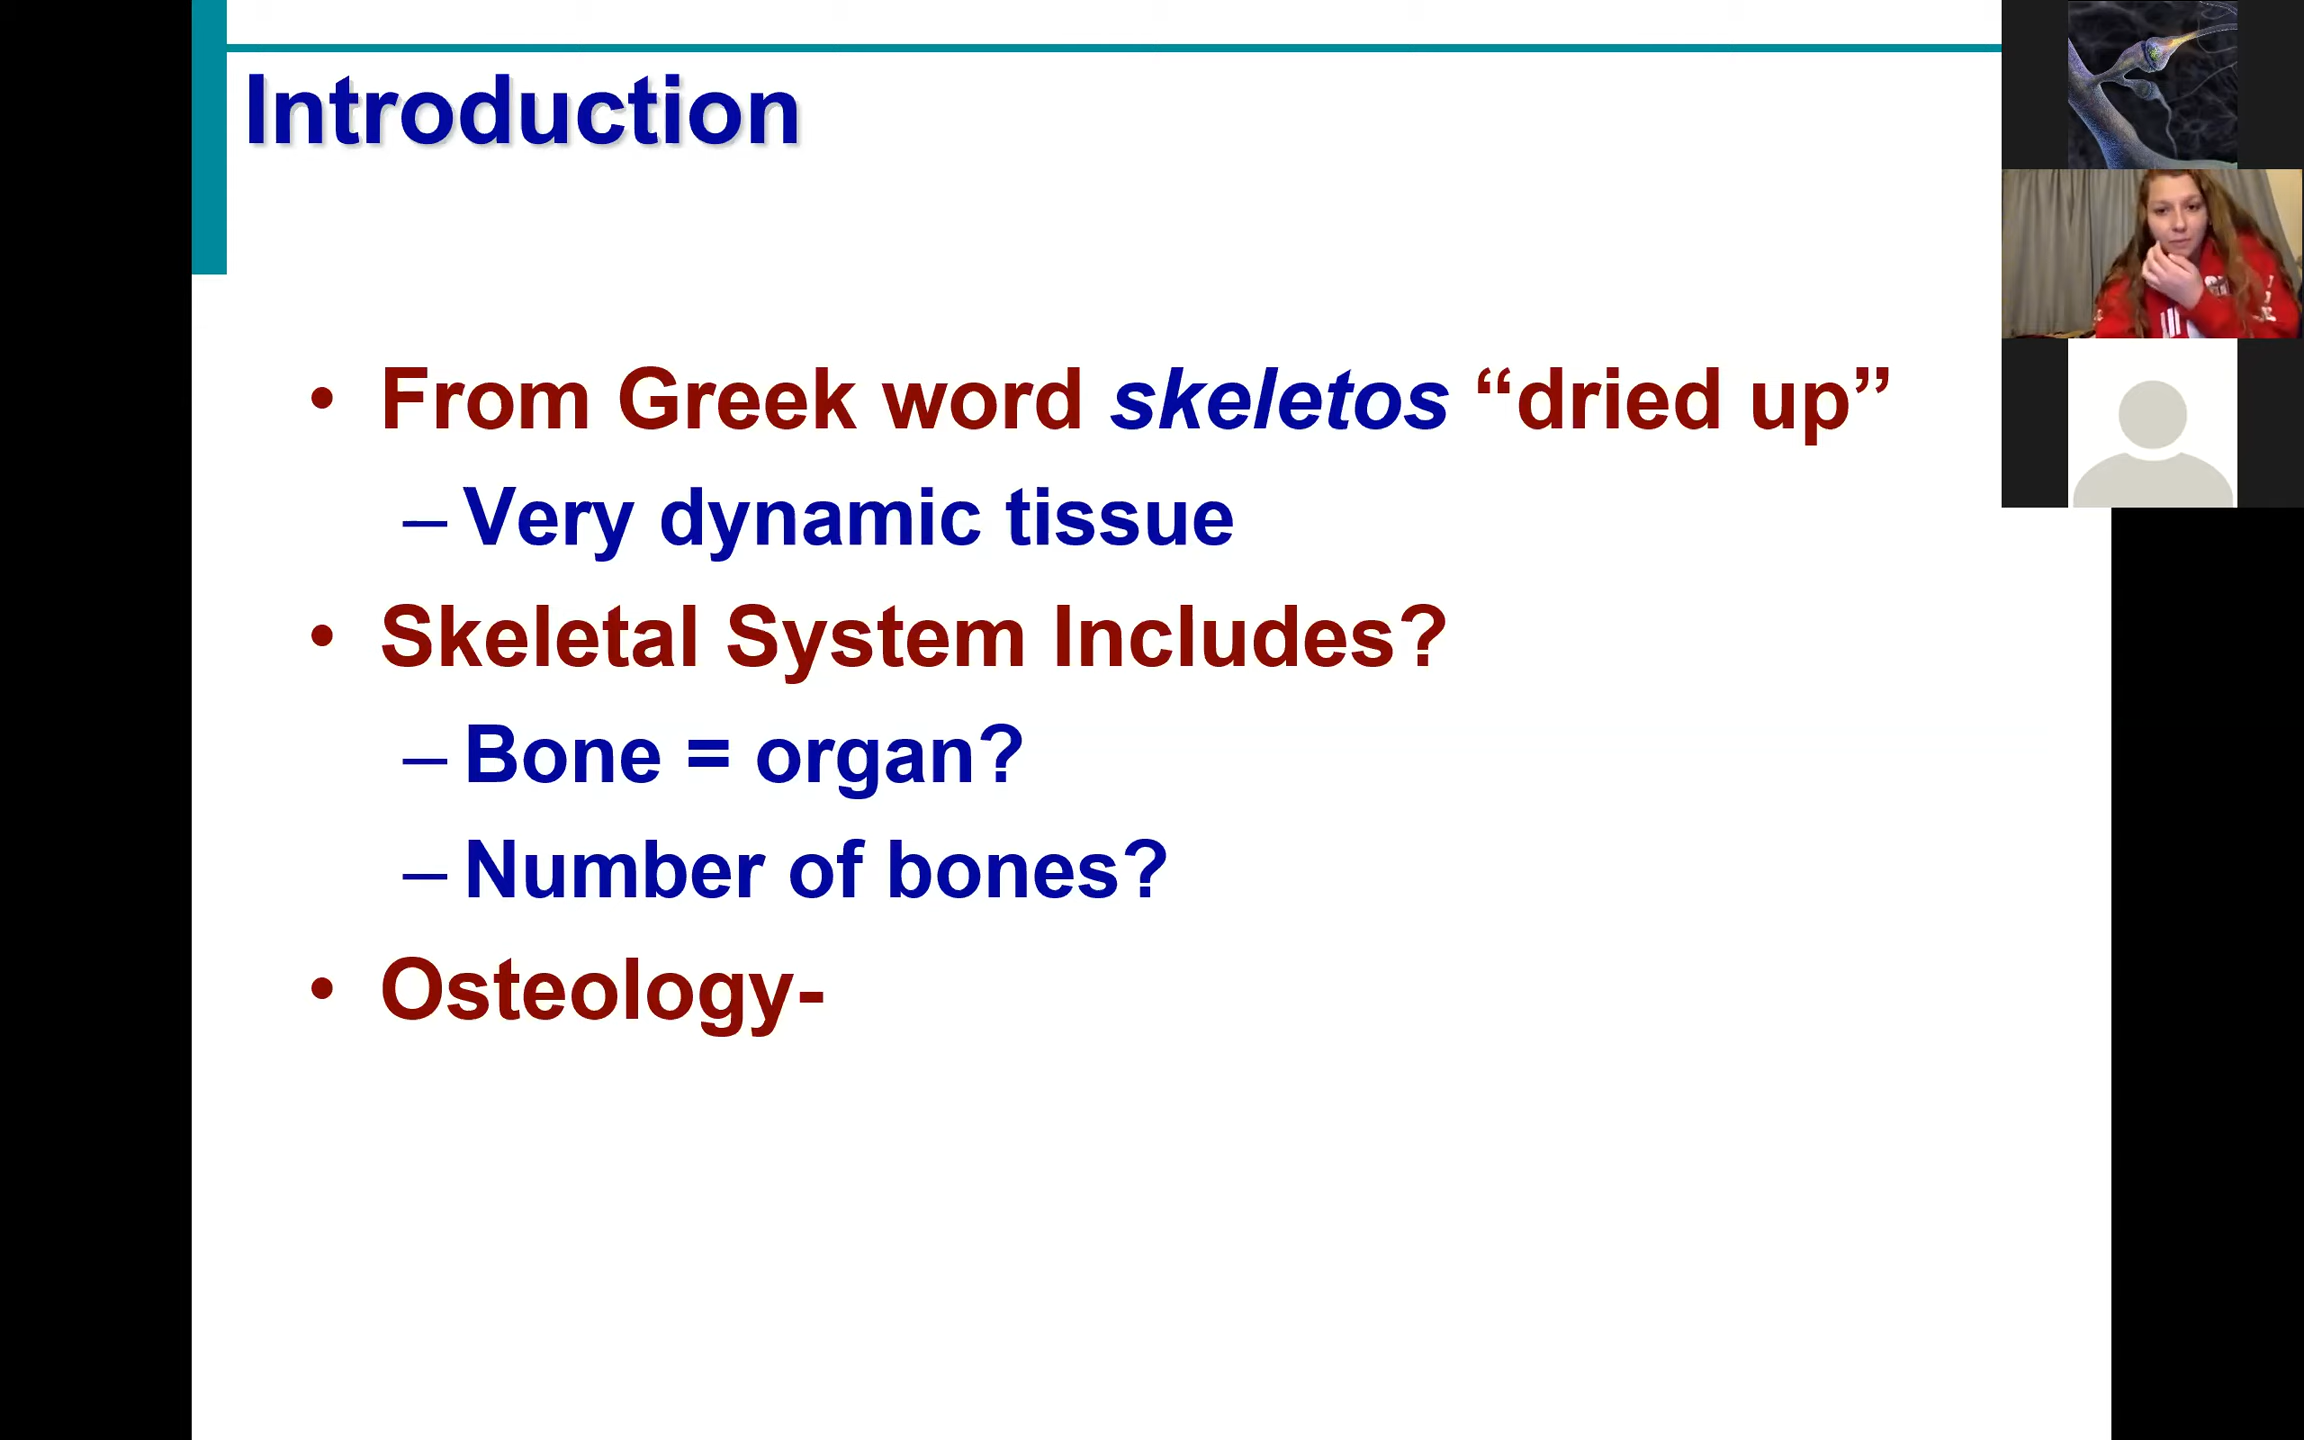 Introduction
• From Greek word skeletos “dried up”
– Very dynamic tissue
• Skeletal System Includes?
– Bone = organ?
– Number of bones?
• Osteology-